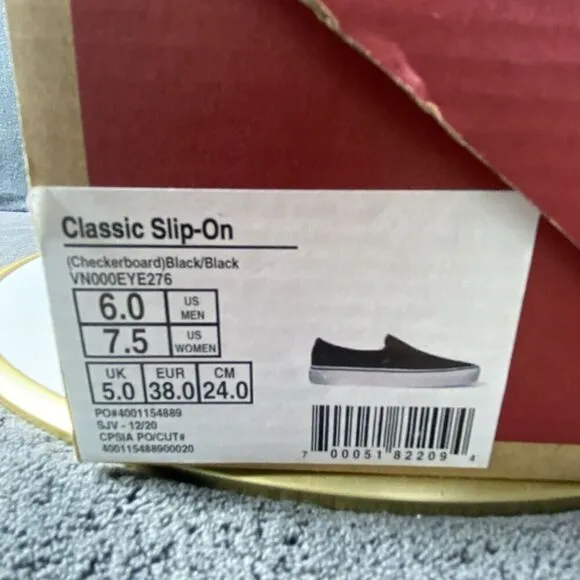 Classic Slip-On
(Checkerboard)Black/Black
VN000EYE276
6.0 US MEN
7.5 US WOMEN
UK EUR CM
5.0 38.0 24.0
PO#4001154889
SJV - 12/20
CPSIA PO/CUT#
400115488900020
7 00051 82209 4